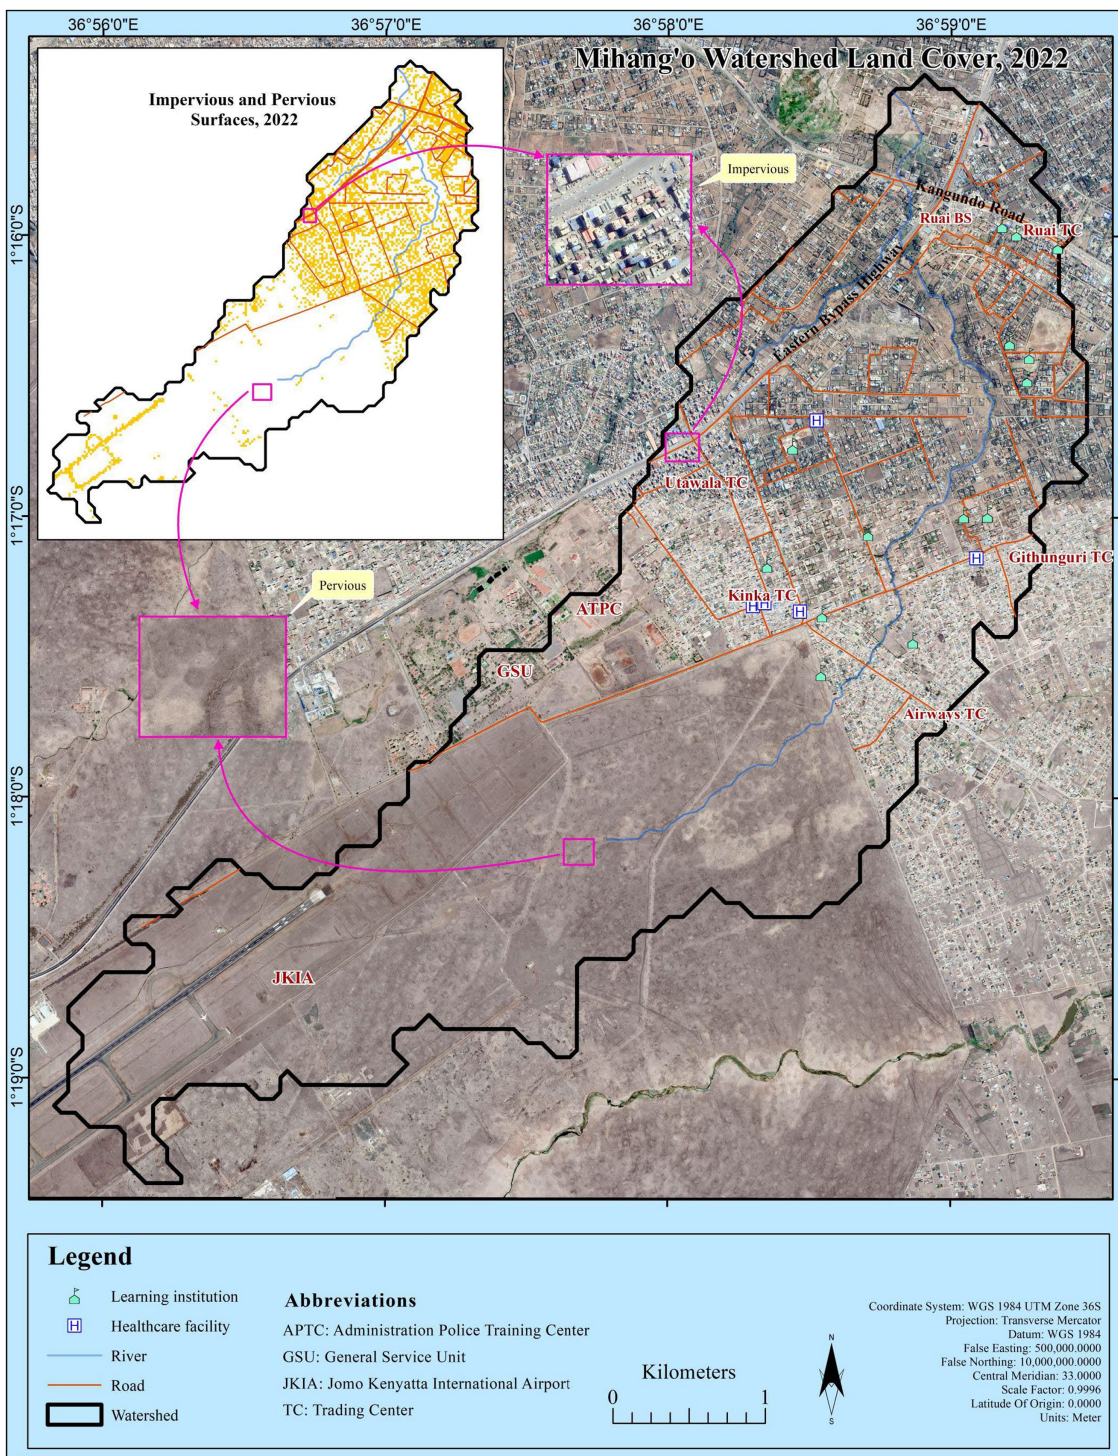 36°56'0"E
36°57'0"E
36°58'0"E
36°59'0"E
Mihang'o Watershed Land Cover, 2022
Impervious and Pervious
Surfaces, 2022
Impervious
Kangundo Road
Ruai BS
Ruai TC
Eastern Bypass Highway
1°16'0"S
H
Utawala TC
1°17'0"S
Githunguri TC
H
Pervious
Kinka TC
ATPC
H
H
H
GSU
Airways TC
1°18'0"S
JKIA
1°19'0"S
Legend
Learning institution
H Healthcare facility
River
Road
Watershed
Abbreviations
APTC: Administration Police Training Center
GSU: General Service Unit
JKIA: Jomo Kenyatta International Airport
TC: Trading Center
Kilometers
0 1
N
S
Coordinate System: WGS 1984 UTM Zone 36S
Projection: Transverse Mercator
Datum: WGS 1984
False Easting: 500,000.0000
False Northing: 10,000,000.0000
Central Meridian: 33.0000
Scale Factor: 0.9996
Latitude Of Origin: 0.0000
Units: Meter